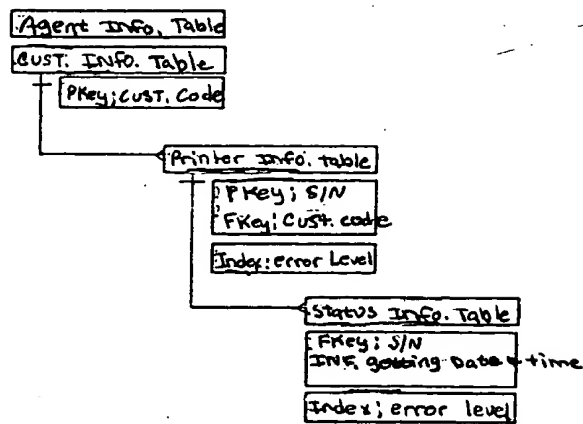 Agent Info. Table
CUST. INFO. Table
PKey; CUST. Code
Printer Info. table
PKey; S/N
FKey; Cust. code
Index: error Level
Status Info. Table
FKey; S/N
INF. getting Date & time
Index; error level